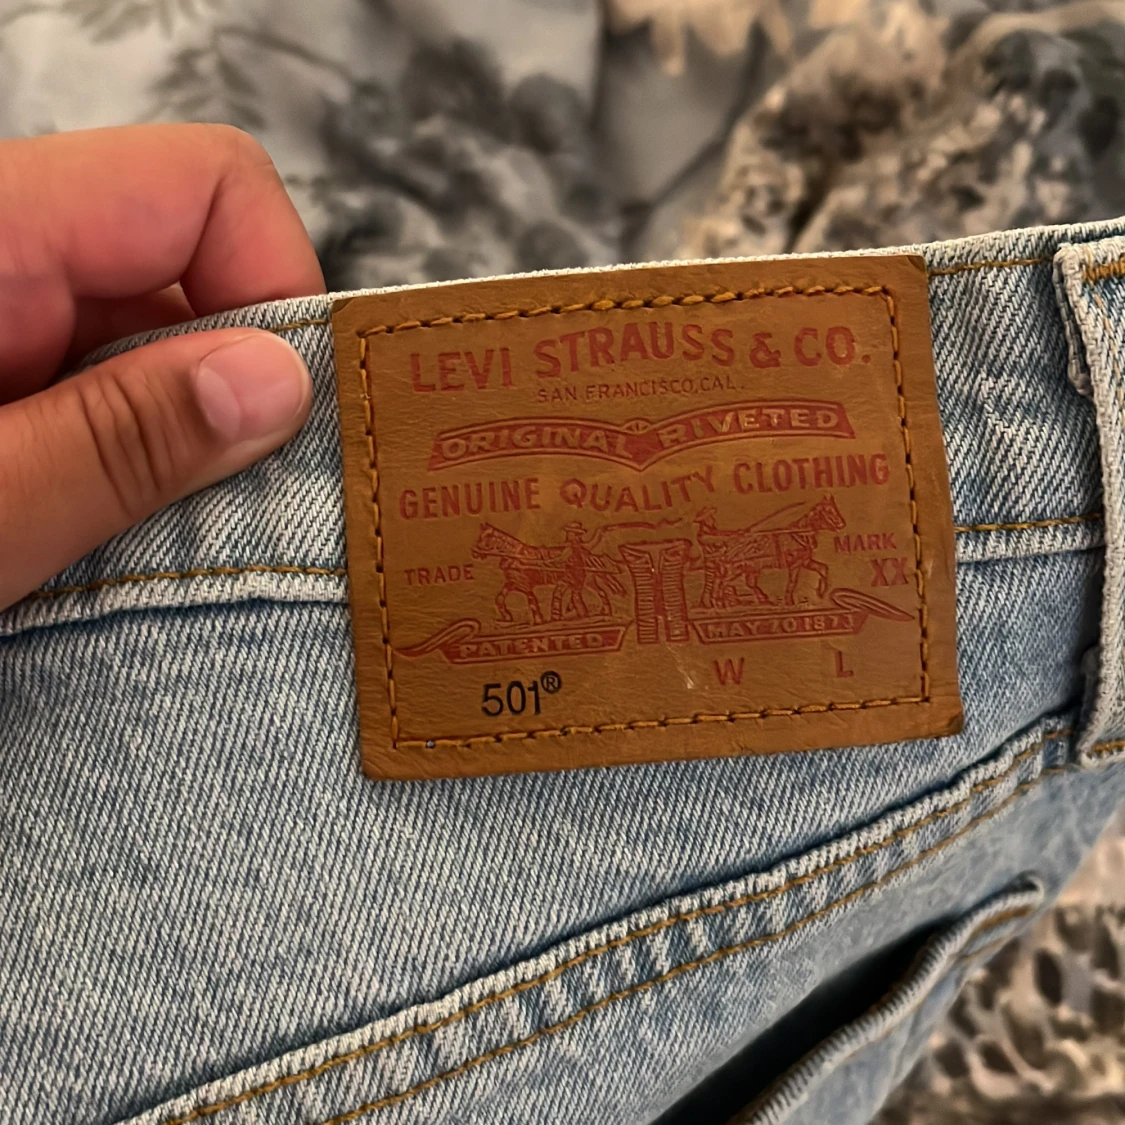 LEVI STRAUSS & CO.
SAN FRANCISCO, CAL.
ORIGINAL RIVETED
GENUINE QUALITY CLOTHING
TRADE MARK
XX
PATENTED MAY 20 1873
501® W L